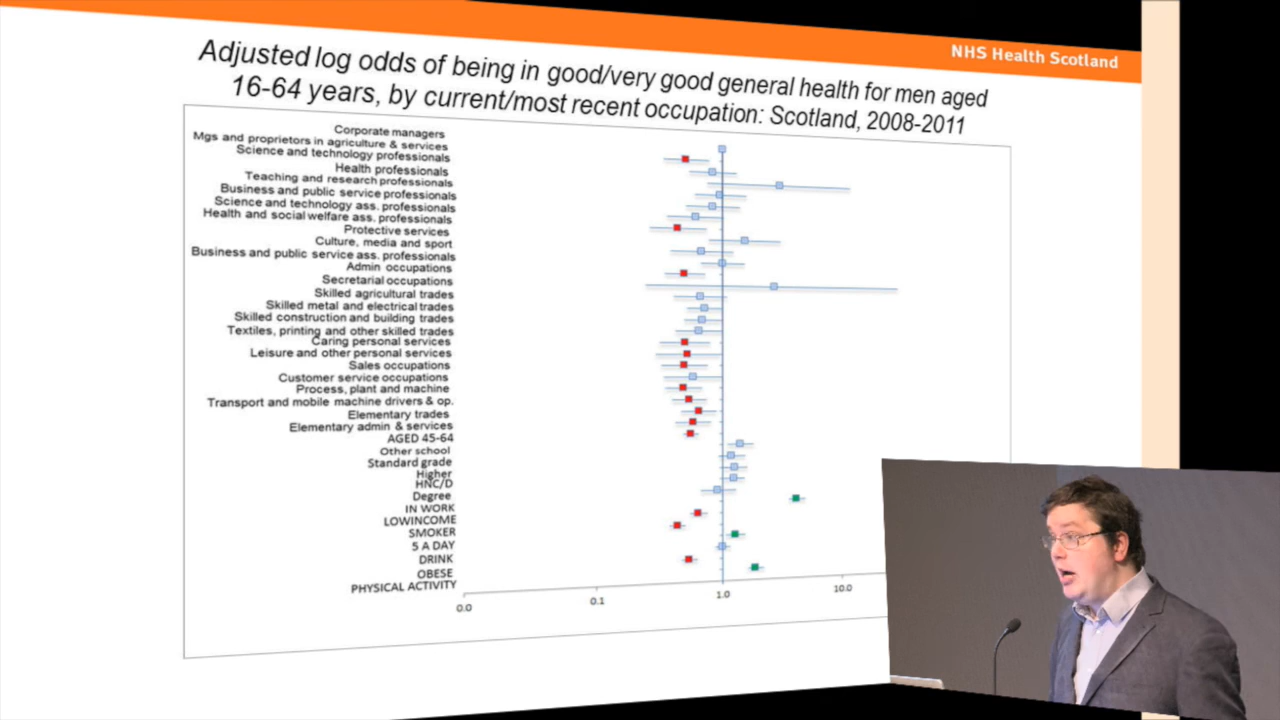 NHS Health Scotland
Adjusted log odds of being in good/very good general health for men aged
16-64 years, by current/most recent occupation: Scotland, 2008-2011
Corporate managers
Mgs and proprietors in agriculture & services
Science and technology professionals
Health professionals
Teaching and research professionals
Business and public service professionals
Science and technology ass. professionals
Health and social welfare ass. professionals
Protective services
Culture, media and sport
Business and public service ass. professionals
Admin occupations
Secretarial occupations
Skilled agricultural trades
Skilled metal and electrical trades
Skilled construction and building trades
Textiles, printing and other skilled trades
Caring personal services
Leisure and other personal services
Sales occupations
Customer service occupations
Process, plant and machine
Transport and mobile machine drivers & op.
Elementary trades
Elementary admin & services
AGED 45-64
Other school
Standard grade
Higher
HNC/D
Degree
IN WORK
LOWINCOME
SMOKER
5 A DAY
DRINK
OBESE
PHYSICAL ACTIVITY
0.0
0.1
1.0
10.0